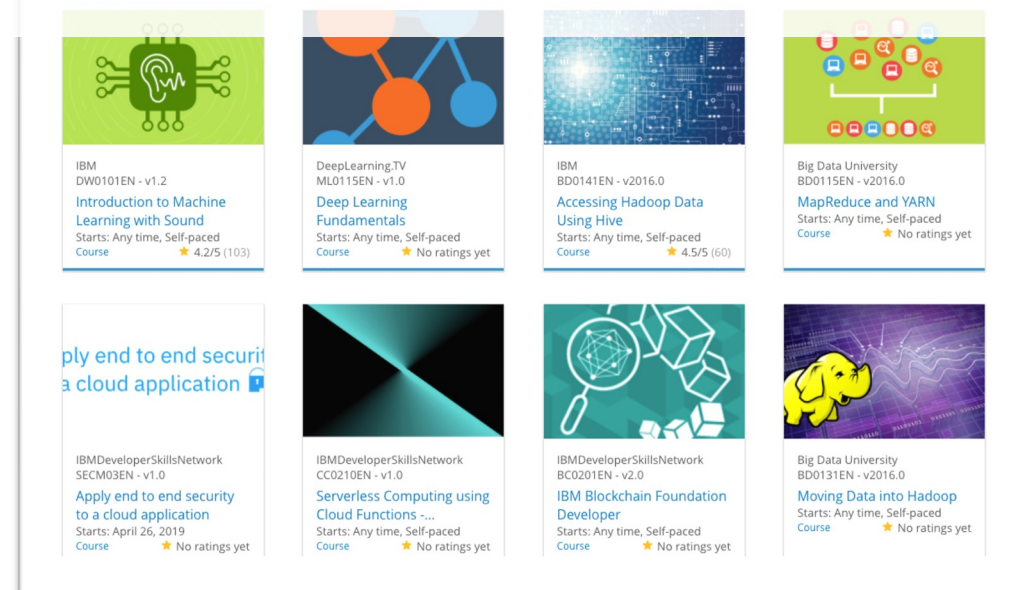 IBM
DW0101EN - v1.2
Introduction to Machine
Learning with Sound
Starts: Any time, Self-paced
Course 4.2/5 (103)
DeepLearning.TV
ML0115EN - v1.0
Deep Learning
Fundamentals
Starts: Any time, Self-paced
Course No ratings yet
IBM
BD0141EN - v2016.0
Accessing Hadoop Data
Using Hive
Starts: Any time, Self-paced
Course 4.5/5 (60)
Big Data University
BD0115EN - v2016.0
MapReduce and YARN
Starts: Any time, Self-paced
Course No ratings yet
ply end to end securit
a cloud application
IBMDeveloperSkillsNetwork
SECM03EN - v1.0
Apply end to end security
to a cloud application
Starts: April 26, 2019
Course No ratings yet
IBMDeveloperSkillsNetwork
CC0210EN - v1.0
Serverless Computing using
Cloud Functions -...
Starts: Any time, Self-paced
Course No ratings yet
IBMDeveloperSkillsNetwork
BC0201EN - v2.0
IBM Blockchain Foundation
Developer
Starts: Any time, Self-paced
Course No ratings yet
Big Data University
BD0131EN - v2016.0
Moving Data into Hadoop
Starts: Any time, Self-paced
Course No ratings yet